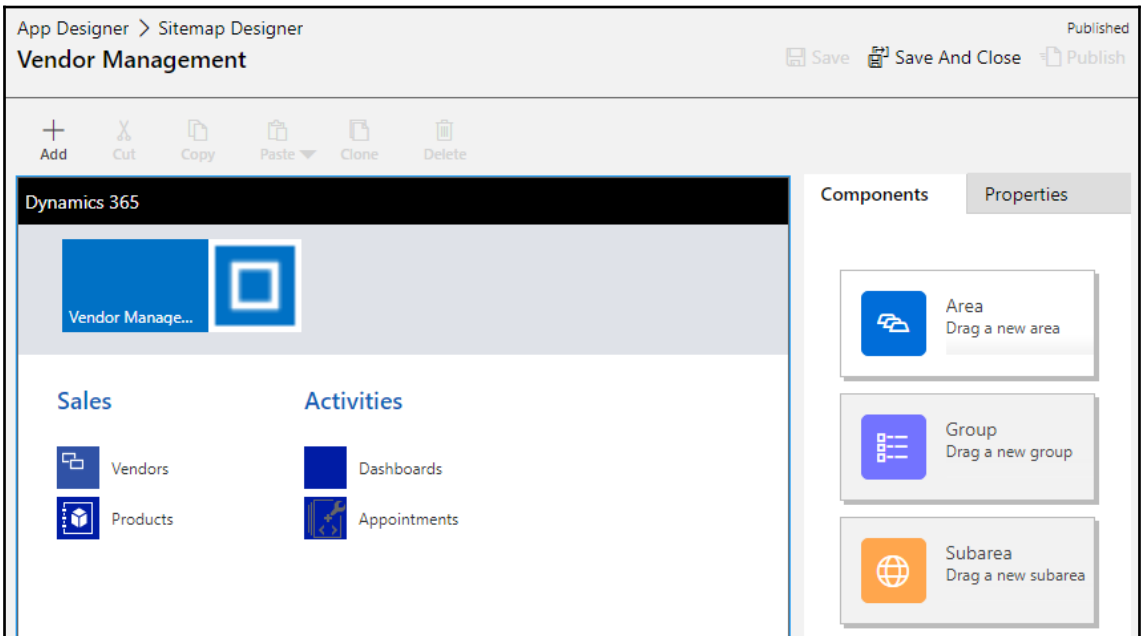 App Designer > Sitemap Designer
Published
Vendor Management
Save
Save And Close
Publish
Add
Cut
Copy
Paste
Clone
Delete
Dynamics 365
Components
Properties
Vendor Manage...
Area
Drag a new area
Sales
Activities
Group
Drag a new group
Vendors
Dashboards
Products
Appointments
Subarea
Drag a new subarea